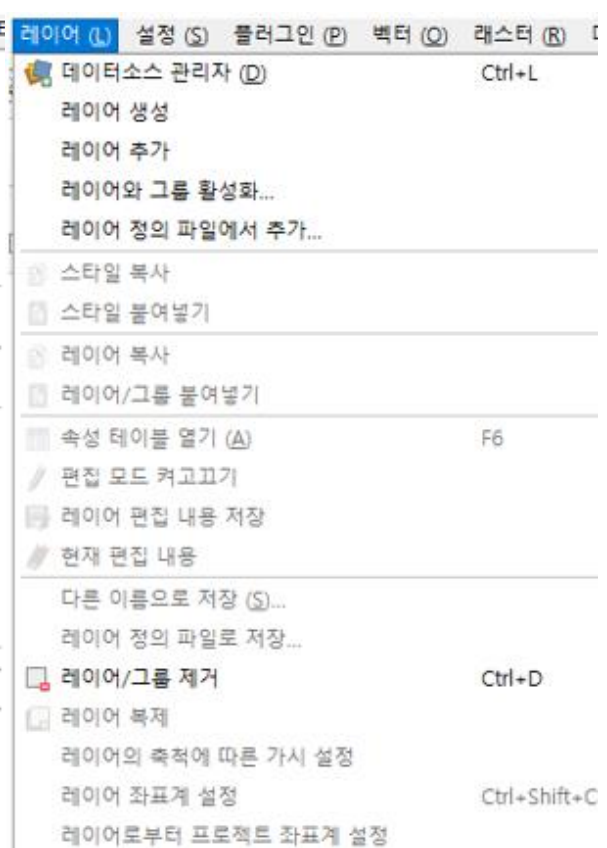 레이어 (L) 설정 (S) 플러그인 (P) 벡터 (O) 래스터 (R)
데이터소스 관리자 (D) Ctrl+L
레이어 생성
레이어 추가
레이어와 그룹 활성화...
레이어 정의 파일에서 추가...
스타일 복사
스타일 붙여넣기
레이어 복사
레이어/그룹 붙여넣기
속성 테이블 열기 (A) F6
편집 모드 켜고끄기
레이어 편집 내용 저장
현재 편집 내용
다른 이름으로 저장 (S)...
레이어 정의 파일로 저장...
레이어/그룹 제거 Ctrl+D
레이어 복제
레이어의 축척에 따른 가시 설정
레이어 좌표계 설정 Ctrl+Shift+C
레이어로부터 프로젝트 좌표계 설정